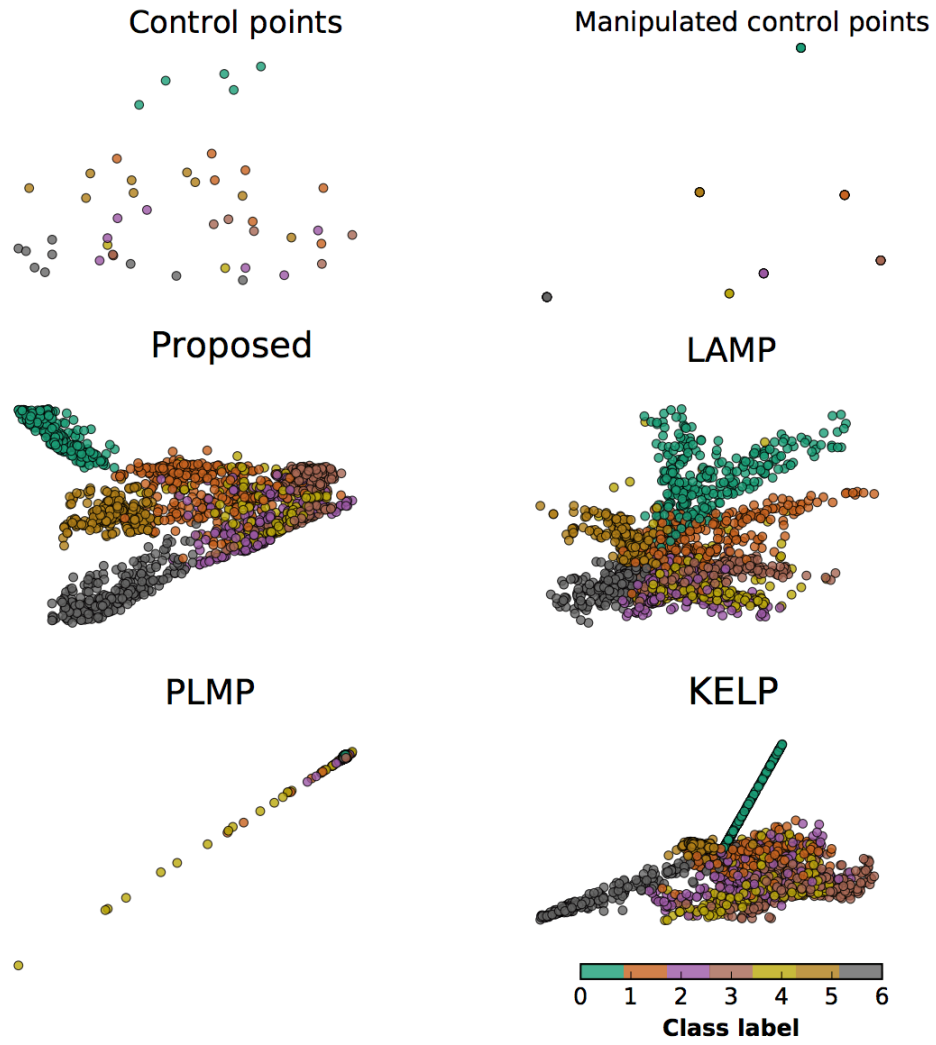 Control points
Manipulated control points
Proposed
LAMP
PLMP
KELP
0 1 2 3 4 5 6
Class label